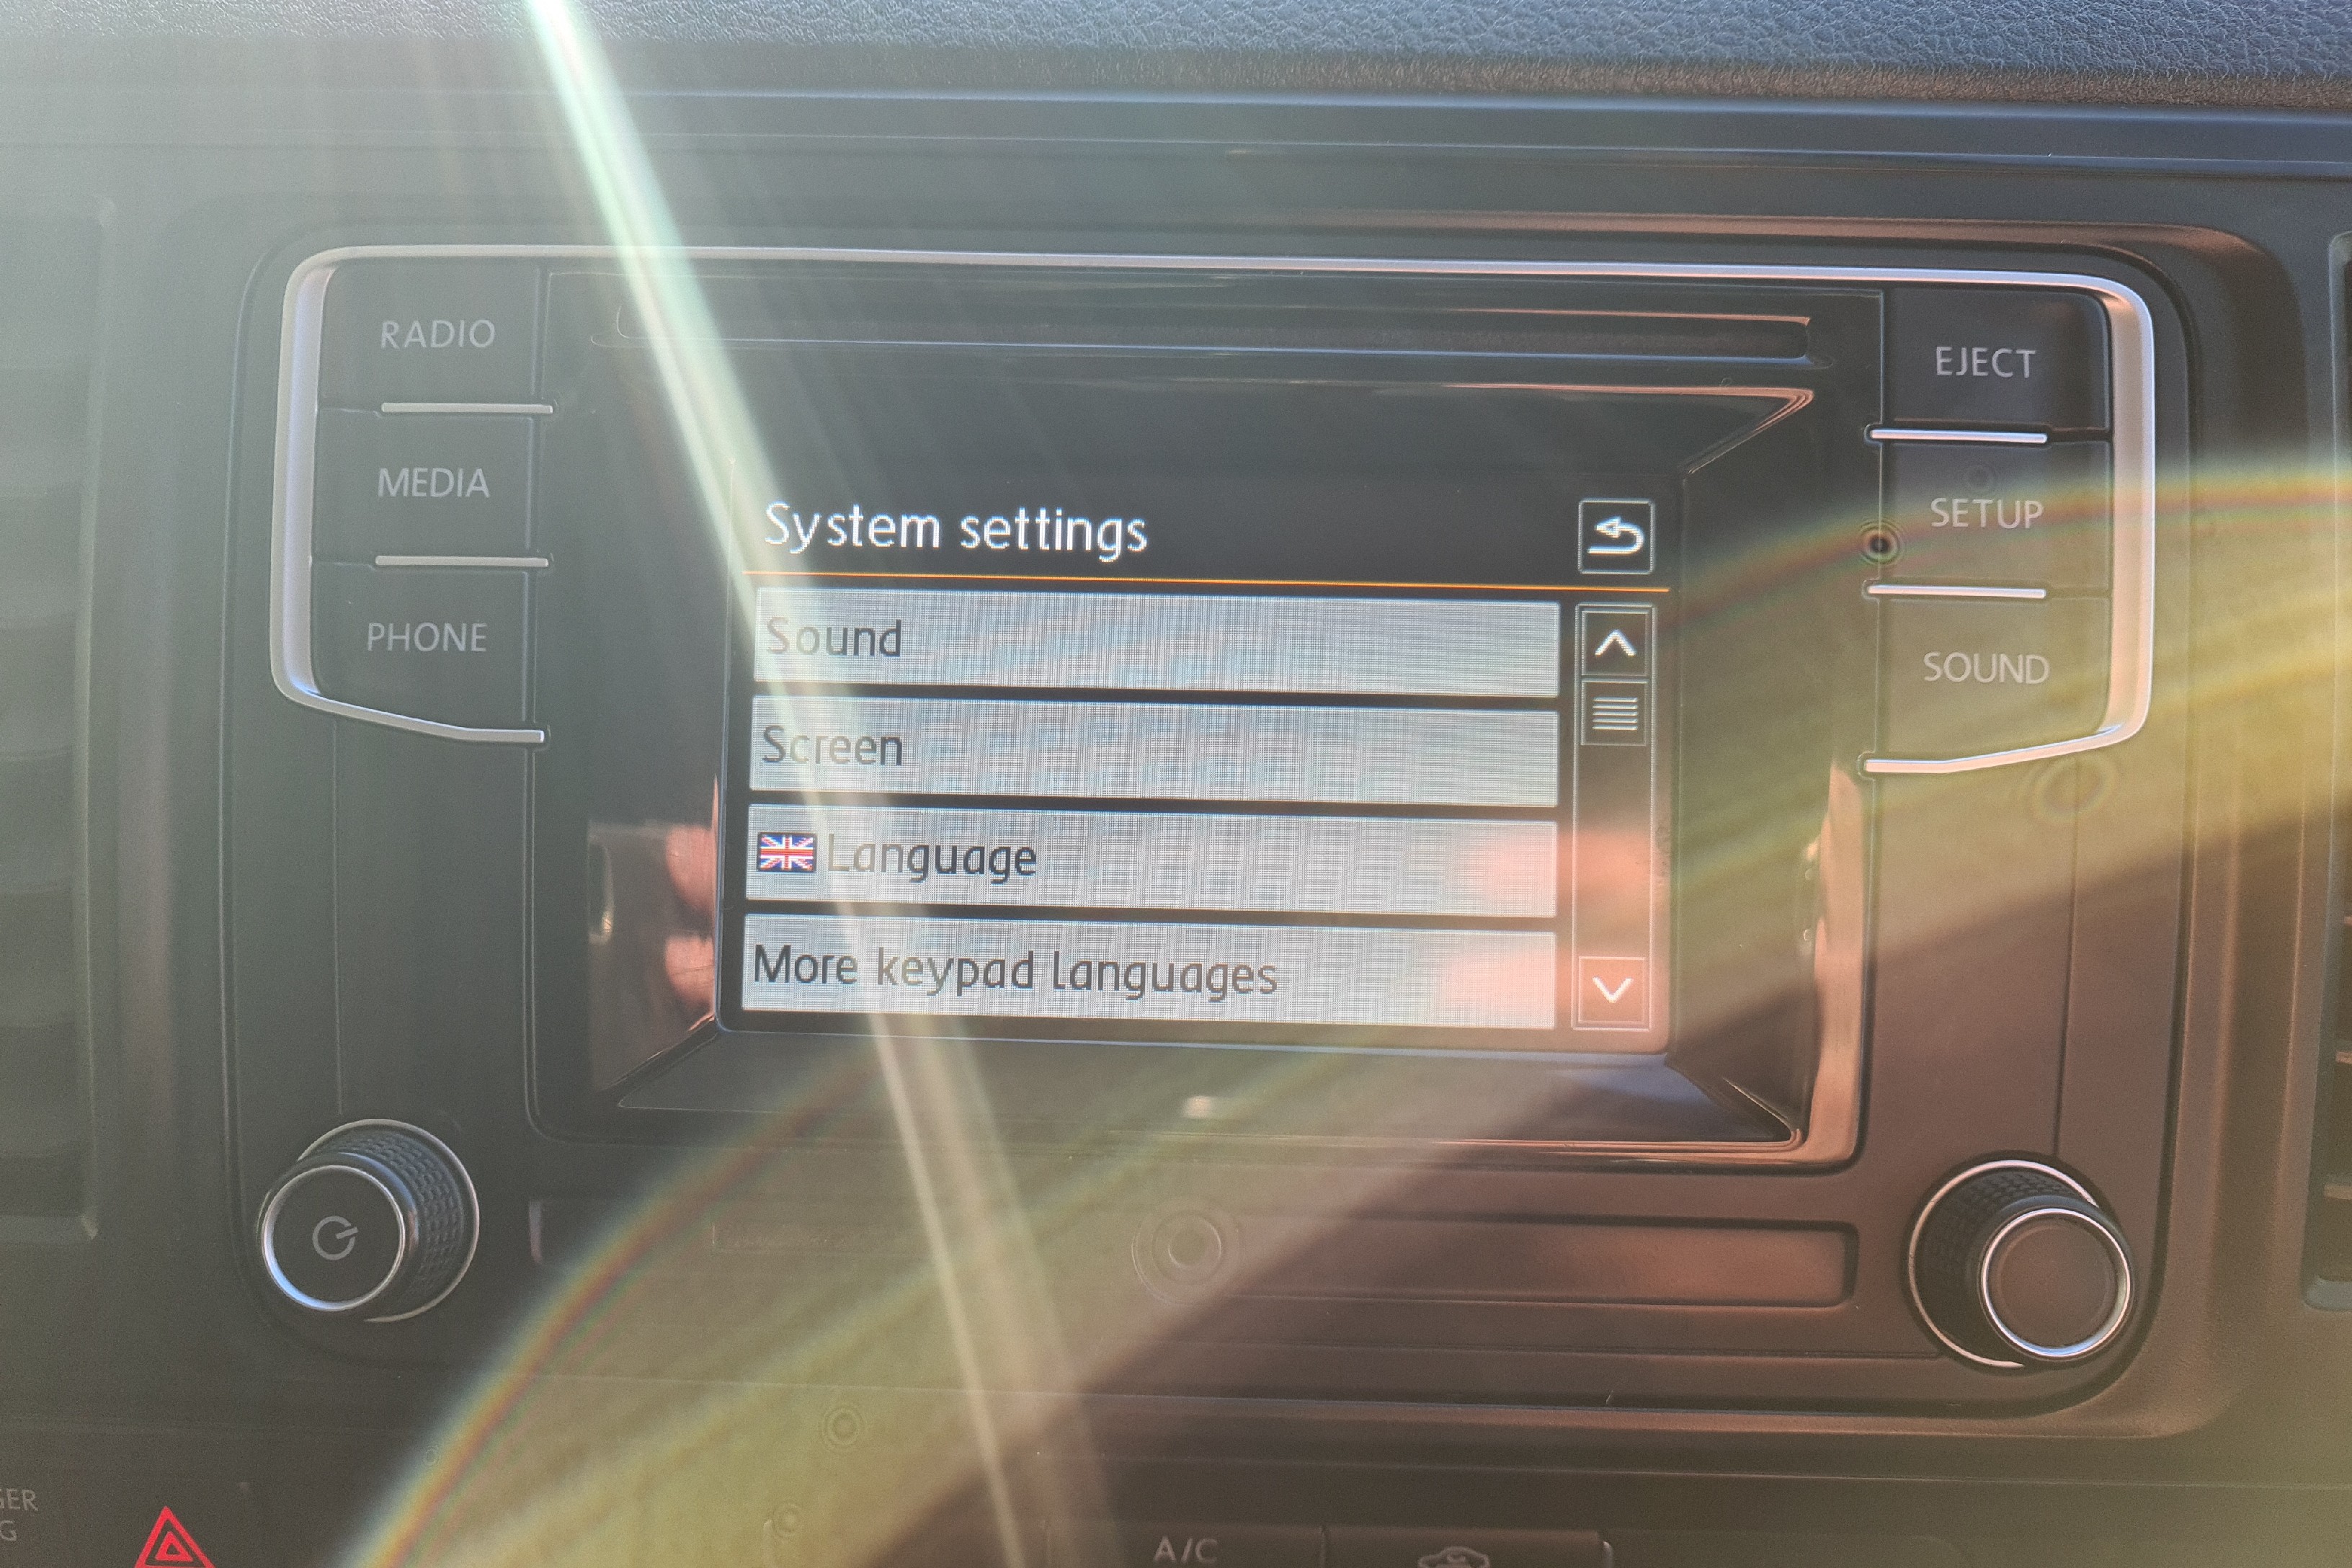 RADIO
MEDIA
PHONE
System settings
Sound
Screen
Language
More keypad languages
EJECT
SETUP
SOUND
A/C